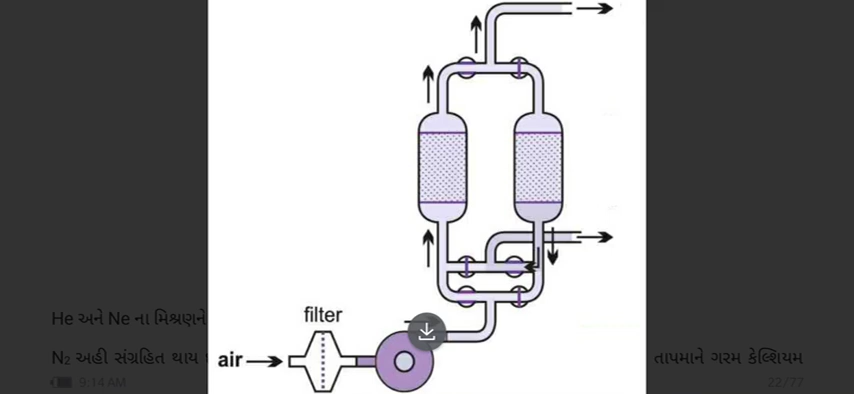 filter
He અને Ne ના મિશ્રણને
air
N₂ અહી સંગ્રહિત થાય
તાપમાને ગરમ કેલ્શિયમ
9:14 AM
22/77